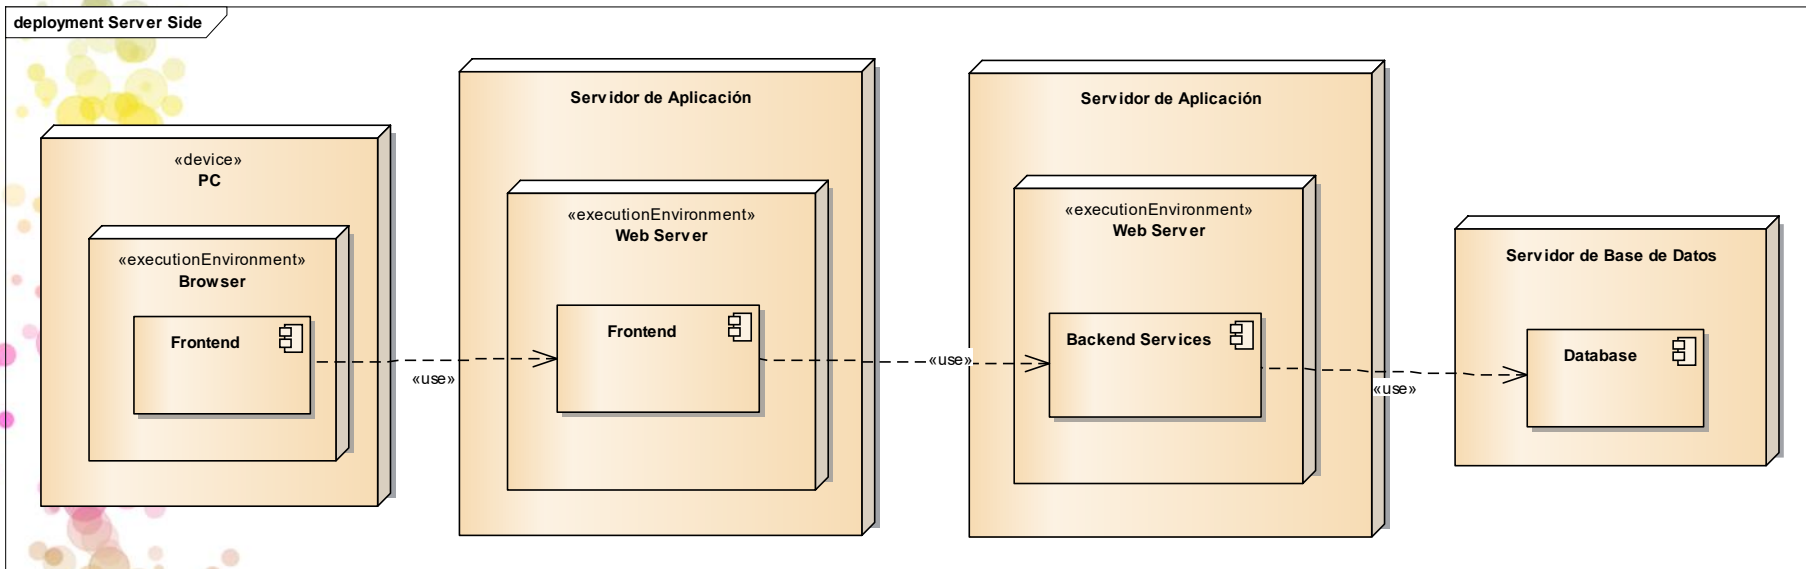 deployment Server Side
«device»
PC
«executionEnvironment»
Browser
Frontend
«use»
Servidor de Aplicación
«executionEnvironment»
Web Server
Frontend
«use»
Servidor de Aplicación
«executionEnvironment»
Web Server
Backend Services
«use»
Servidor de Base de Datos
Database